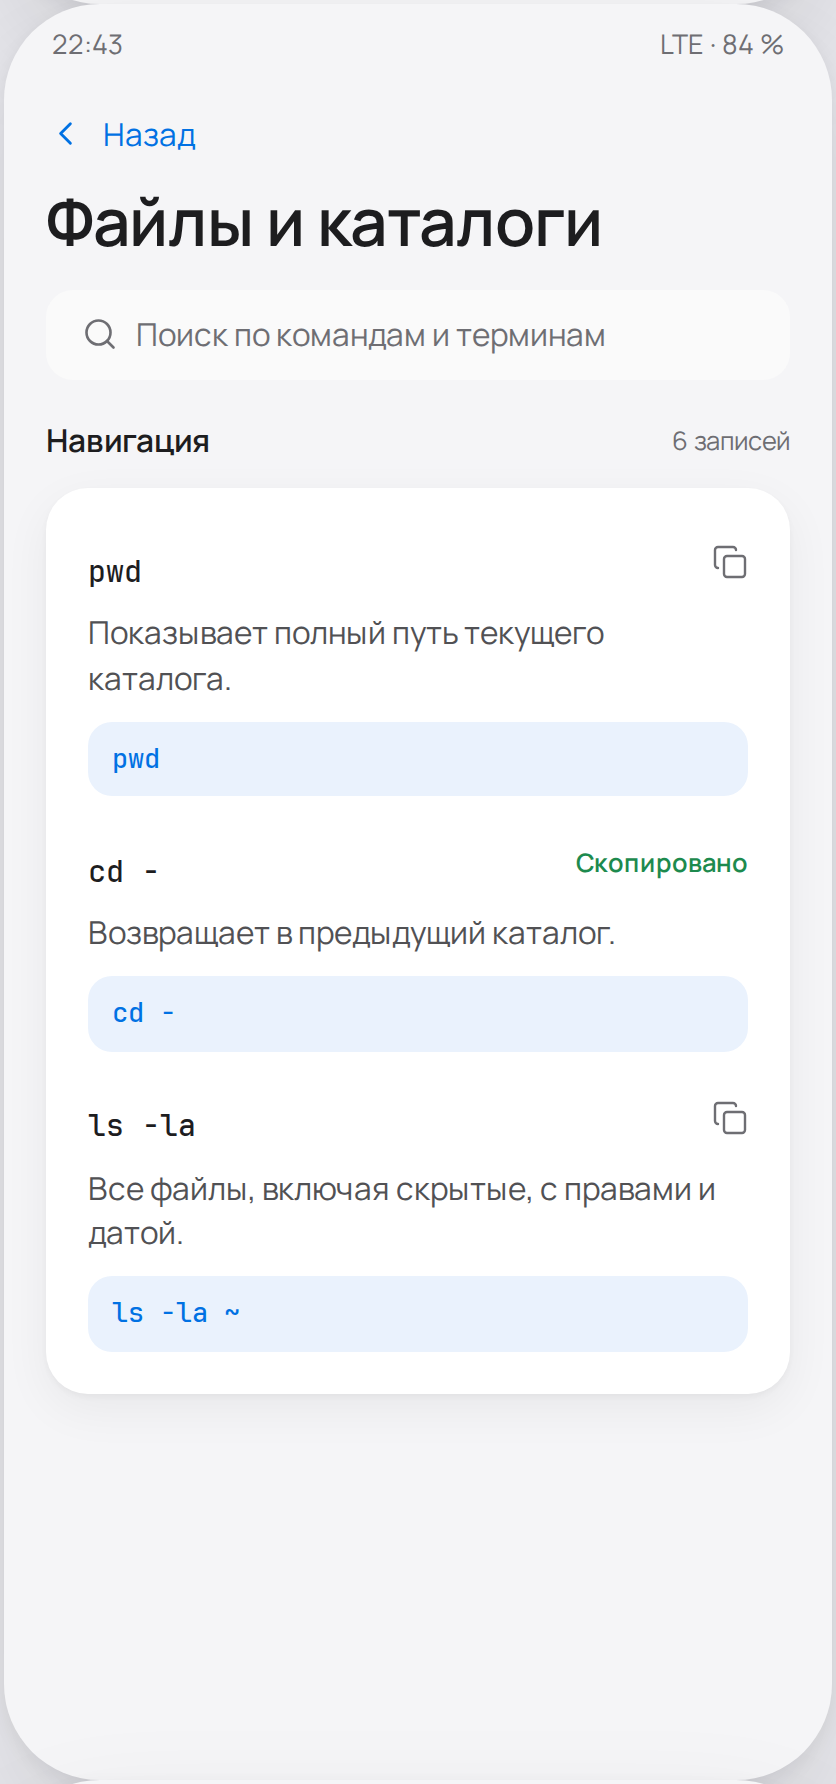 22:43
LTE · 84 %
Назад
Файлы и каталоги
Поиск по командам и терминам
Навигация
6 записей
pwd
Показывает полный путь текущего
каталога.
pwd
cd -
Скопировано
Возвращает в предыдущий каталог.
cd -
ls -la
Все файлы, включая скрытые, с правами и
датой.
ls -la ~